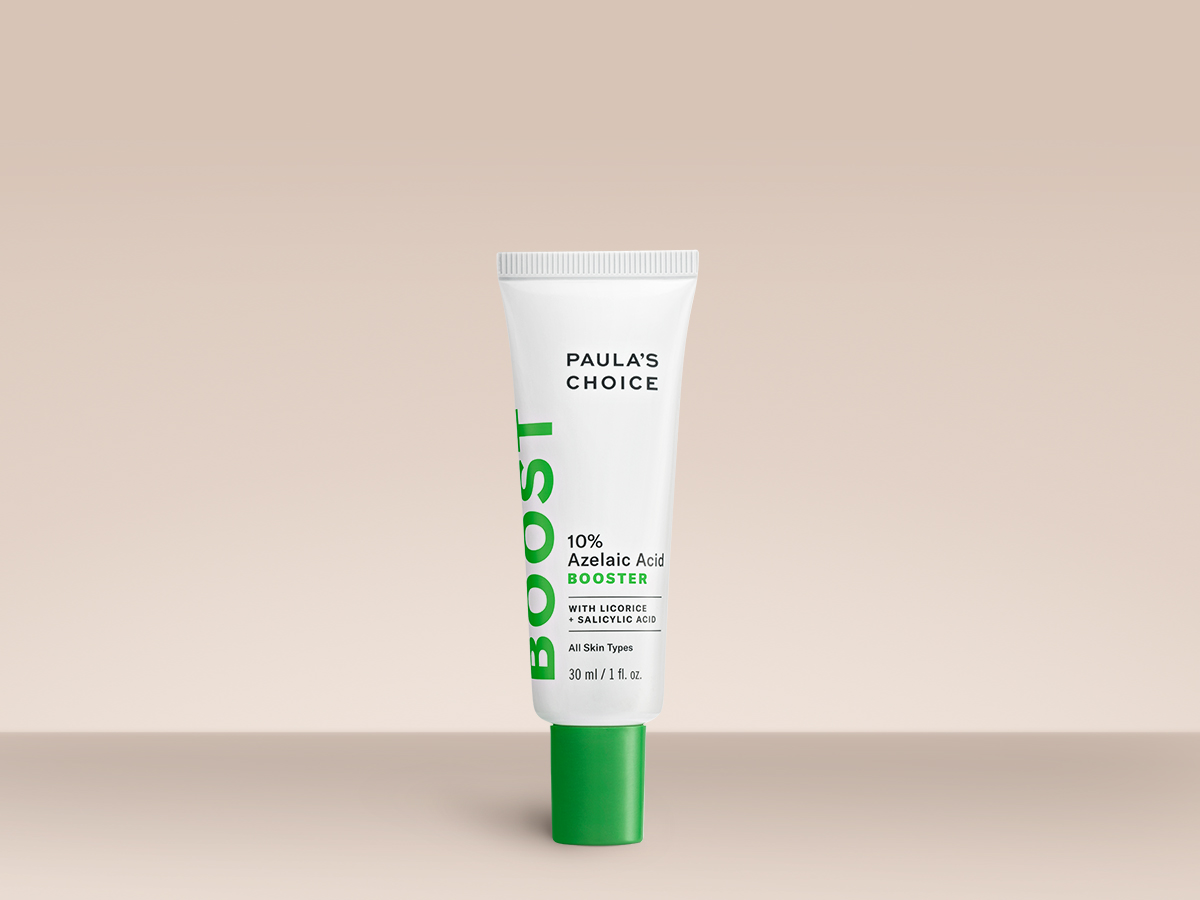 PAULA'S
CHOICE
BOOST
10%
Azelaic Acid
BOOSTER
WITH LICORICE
+ SALICYLIC ACID
All Skin Types
30 ml / 1 fl. oz.